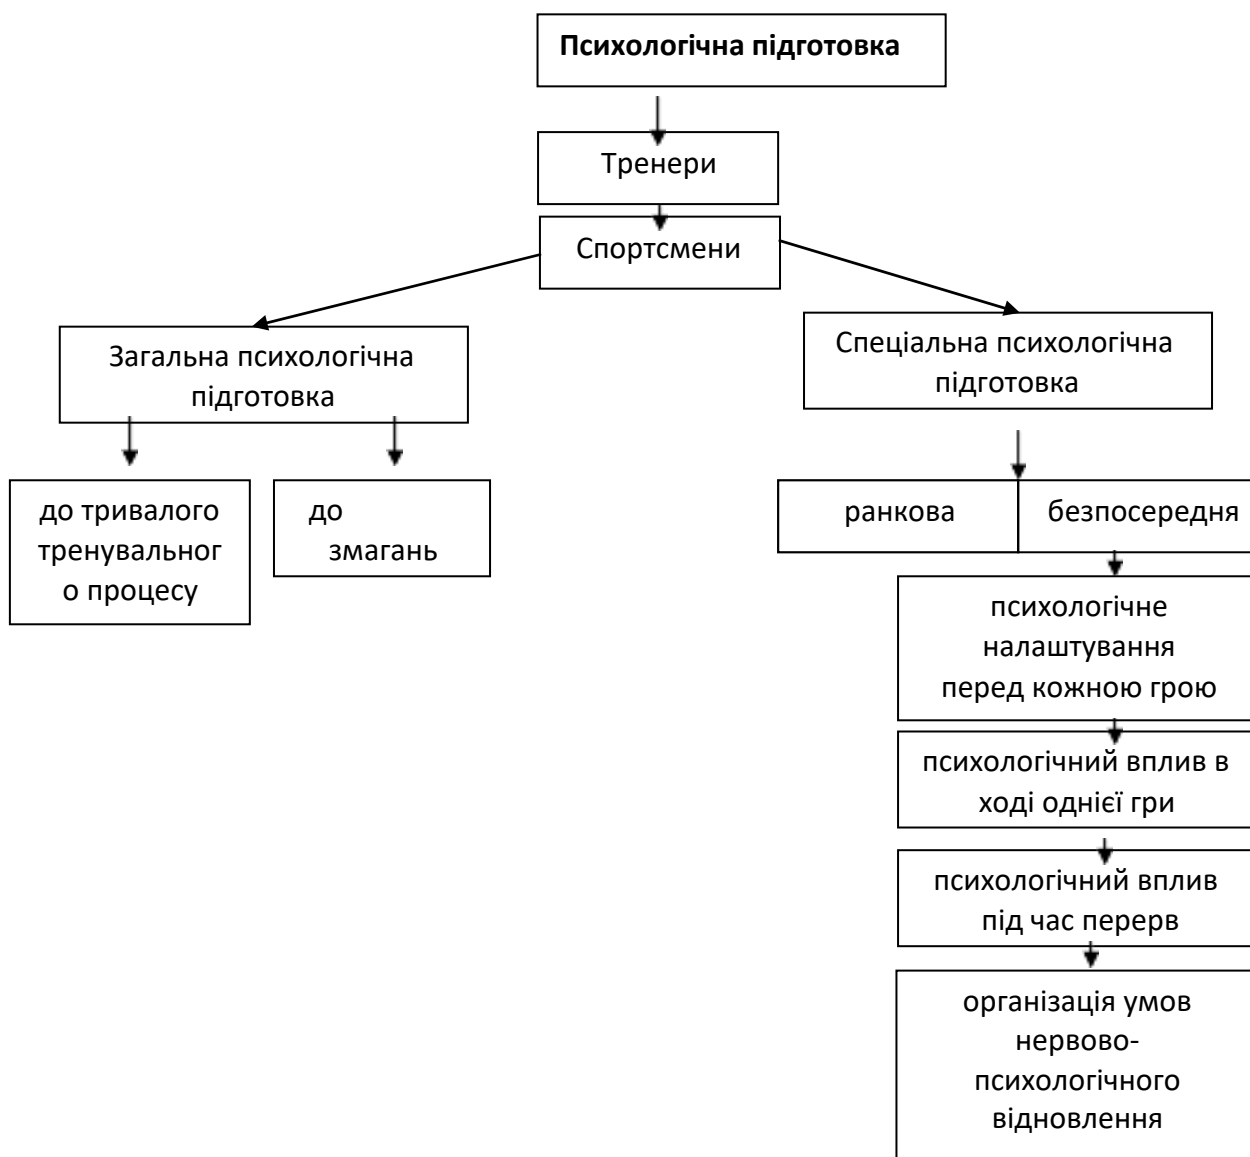 Психологічна підготовка
Тренери
Спортсмени
Загальна психологічна
підготовка
Спеціальна психологічна
підготовка
до тривалого
тренувальног
о процесу
до
змагань
ранкова
безпосередня
психологічне
налаштування
перед кожною грою
психологічний вплив в
ході однієї гри
психологічний вплив
під час перерв
організація умов
нервово-
психологічного
відновлення